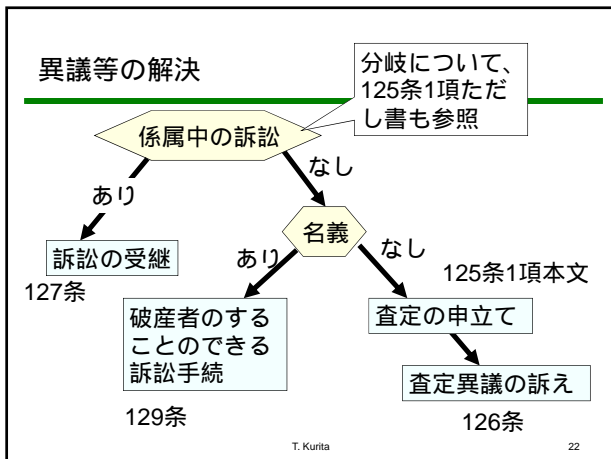 異議等の解決
分岐について、
125条1項ただ
し書も参照
係属中の訴訟
あり
なし
訴訟の受継
127条
名義
あり
なし
125条1項本文
破産者のする
ことのできる
訴訟手続
129条
査定の申立て
査定異議の訴え
126条
T. Kurita
22